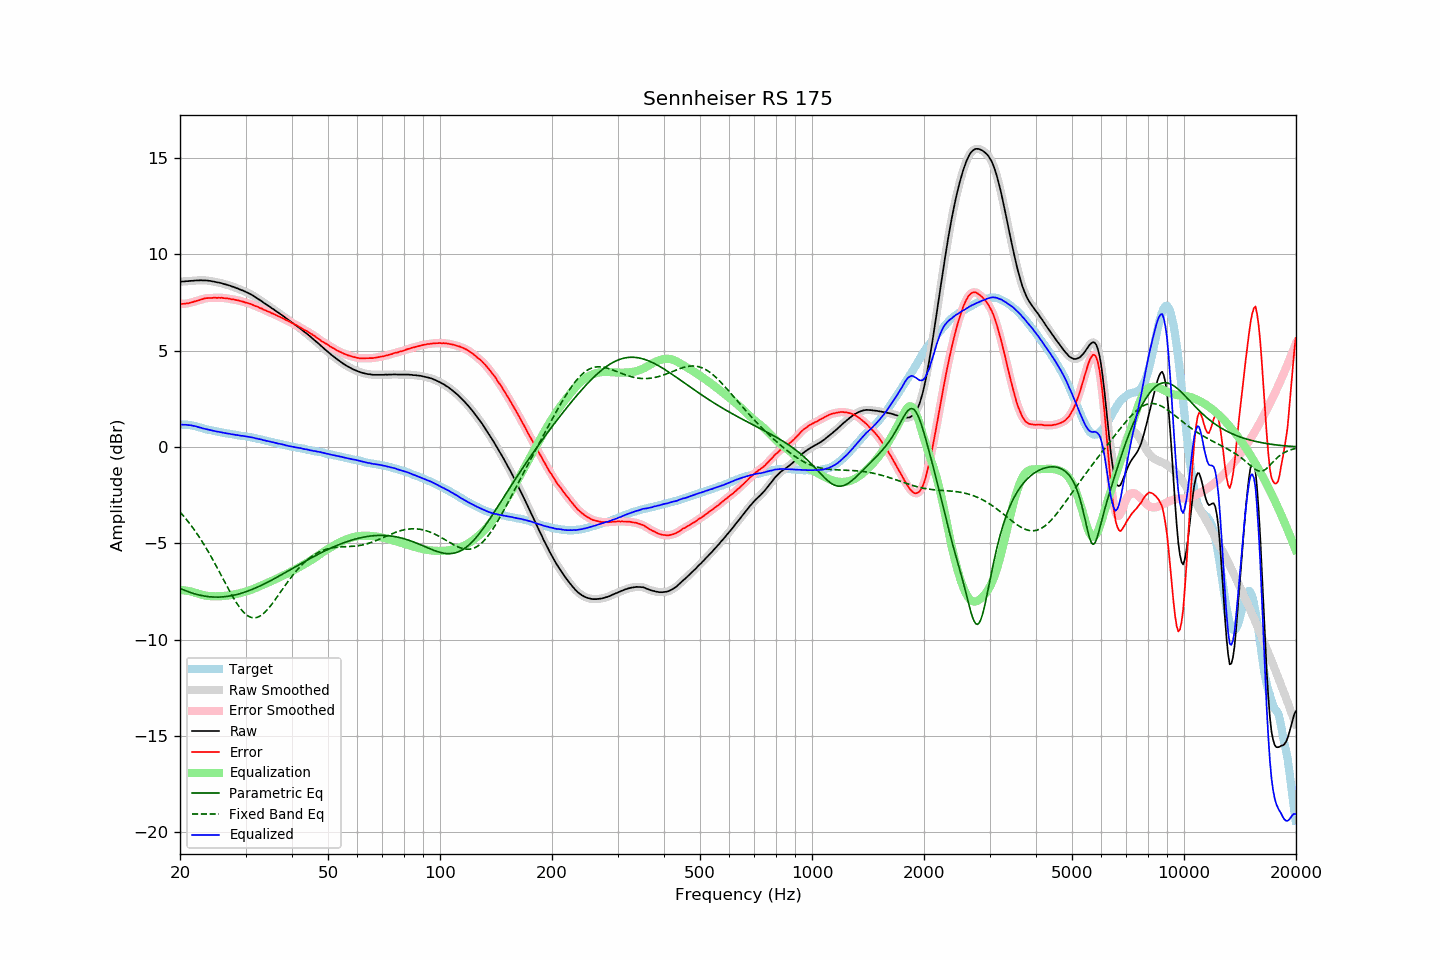 Sennheiser RS 175
Amplitude (dBr)
15
10
5
0
−5
−10
−15
−20
Target
Raw Smoothed
Error Smoothed
Raw
Error
Equalization
Parametric Eq
Fixed Band Eq
Equalized
20 50 100 200 500 1000 2000 5000 10000 20000
Frequency (Hz)